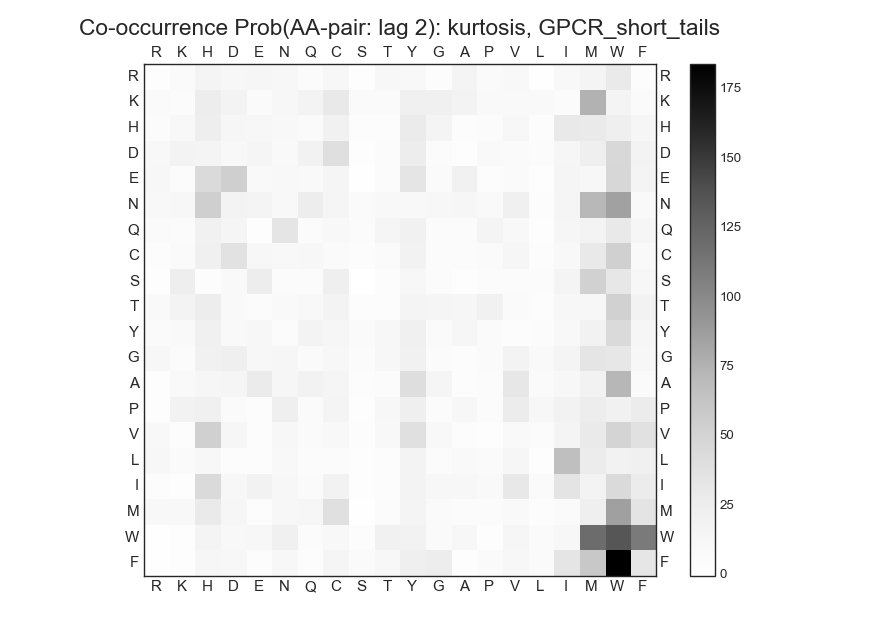 Co-occurrence Prob(AA-pair: lag 2): kurtosis, GPCR_short_tails
R K H D E N Q C S T Y G A P V L I M W F
R R
K K
H H
D D
E E
N N
Q Q
C C
S S
T T
Y Y
G G
A A
P P
V V
L L
I I
M M
W W
F F
R K H D E N Q C S T Y G A P V L I M W F
175
150
125
100
75
50
25
0